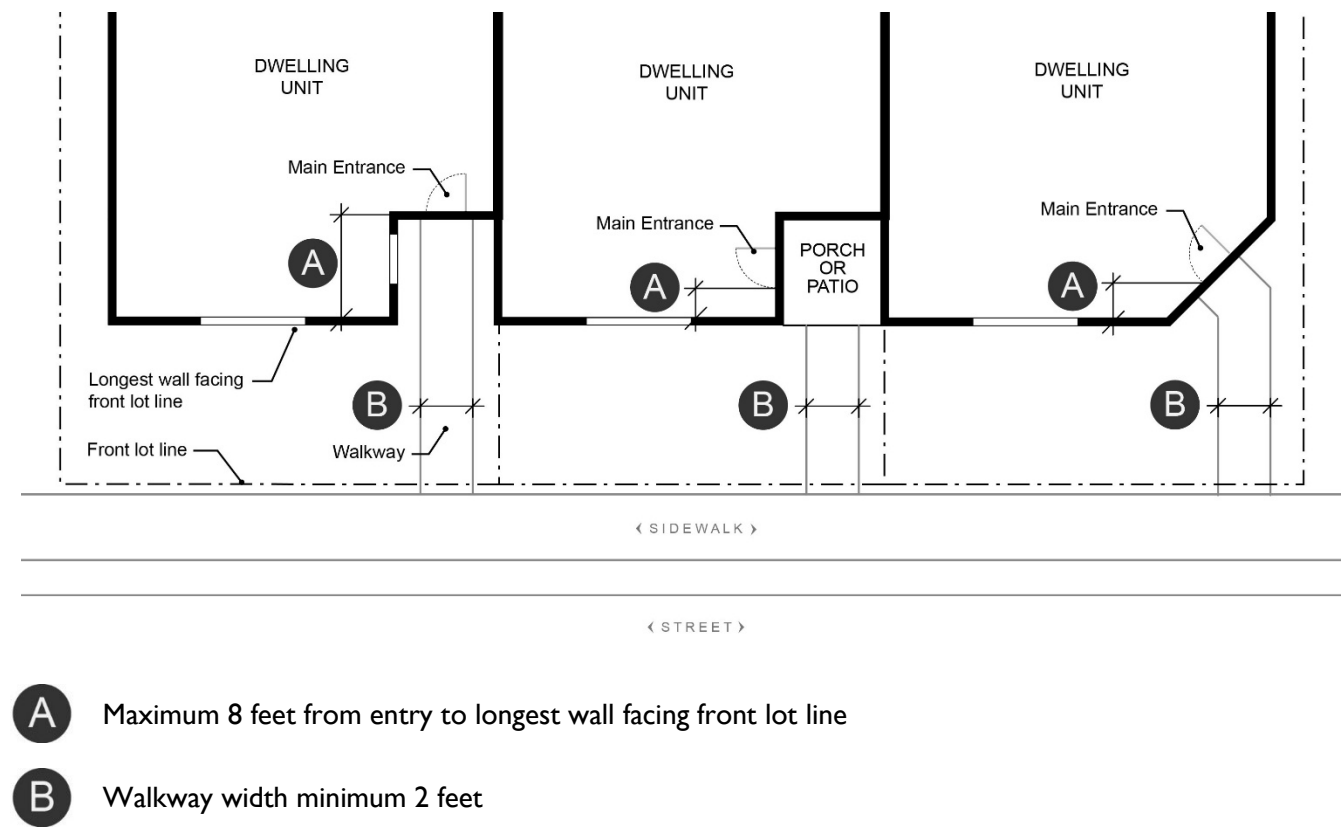 DWELLING
UNIT
DWELLING
UNIT
DWELLING
UNIT
Main Entrance
Main Entrance
Main Entrance
PORCH
OR
PATIO
A
A
A
Longest wall facing
front lot line
B
B
B
Front lot line
Walkway
SIDEWALK
STREET
A Maximum 8 feet from entry to longest wall facing front lot line
B Walkway width minimum 2 feet